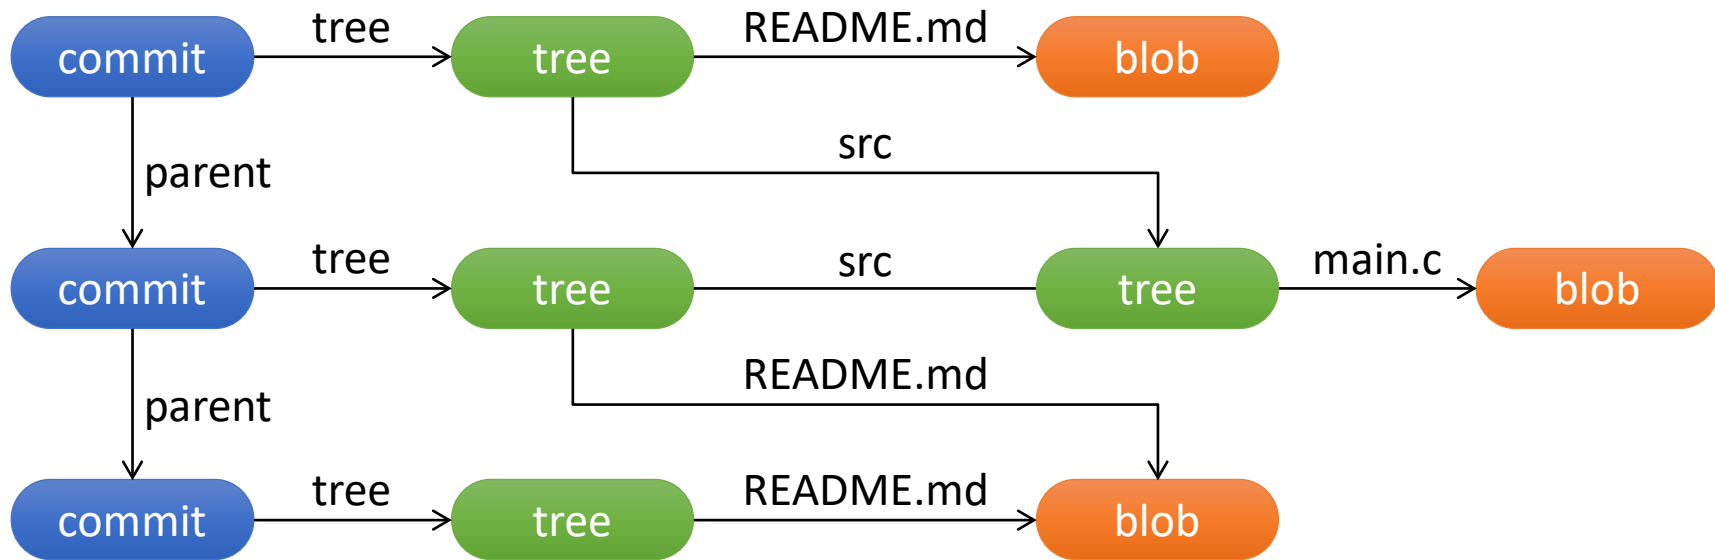 tree
README.md
commit
tree
blob
src
parent
tree
src
main.c
commit
tree
tree
blob
README.md
parent
tree
README.md
commit
tree
blob